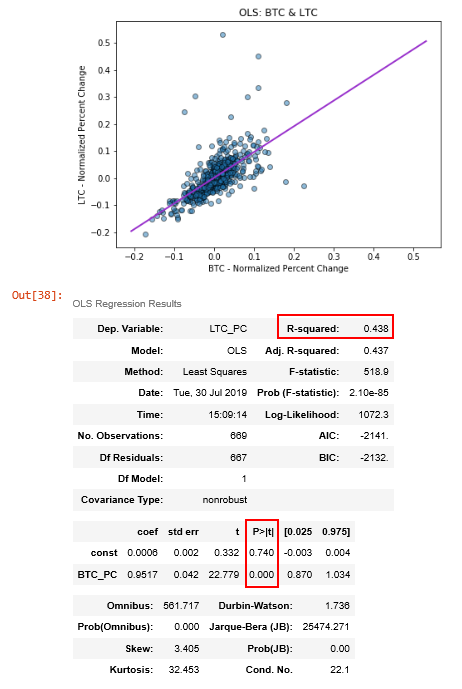 OLS: BTC & LTC
LTC - Normalized Percent Change
0.5
0.4
0.3
0.2
0.1
0.0
−0.1
−0.2
−0.2 −0.1 0.0 0.1 0.2 0.3 0.4 0.5
BTC - Normalized Percent Change
Out[38]:
OLS Regression Results
Dep. Variable: LTC_PC R-squared: 0.438
Model: OLS Adj. R-squared: 0.437
Method: Least Squares F-statistic: 518.9
Date: Tue, 30 Jul 2019 Prob (F-statistic): 2.10e-85
Time: 15:09:14 Log-Likelihood: 1072.3
No. Observations: 669 AIC: -2141.
Df Residuals: 667 BIC: -2132.
Df Model: 1
Covariance Type: nonrobust
coef std err t P>|t| [0.025 0.975]
const 0.0006 0.002 0.332 0.740 -0.003 0.004
BTC_PC 0.9517 0.042 22.779 0.000 0.870 1.034
Omnibus: 561.717 Durbin-Watson: 1.736
Prob(Omnibus): 0.000 Jarque-Bera (JB): 25474.271
Skew: 3.405 Prob(JB): 0.00
Kurtosis: 32.453 Cond. No. 22.1